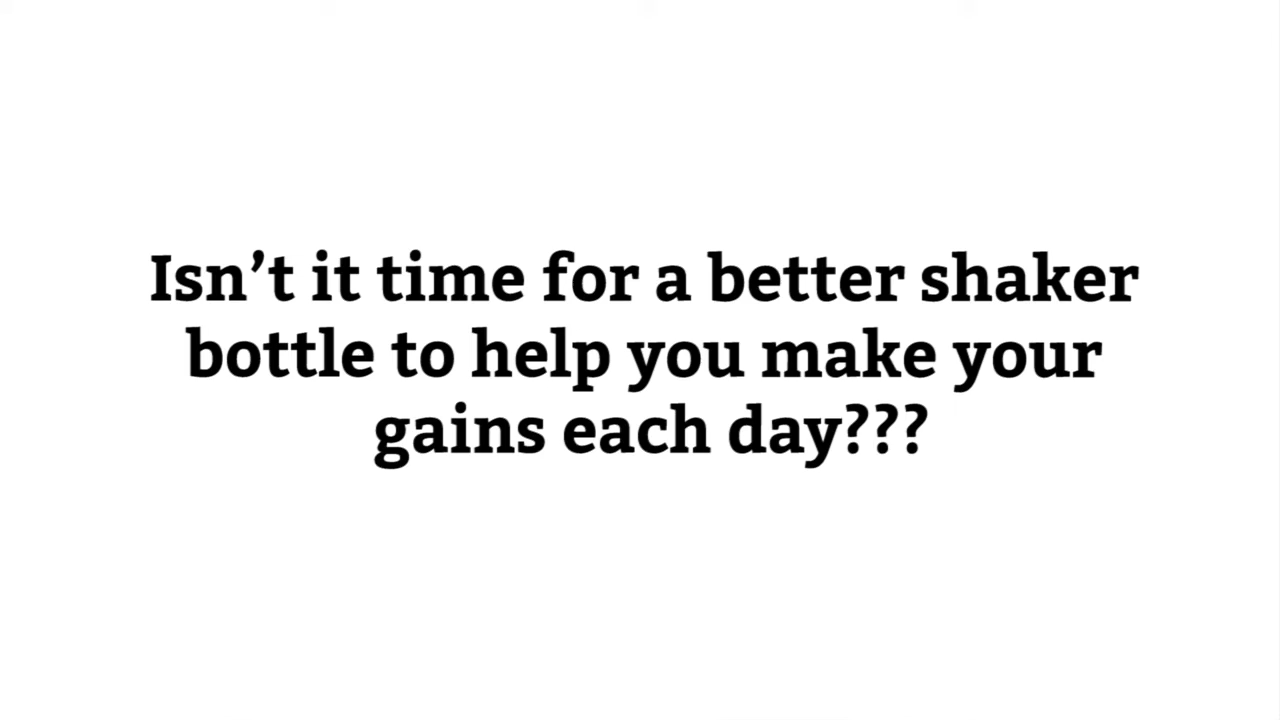 Isn’t it time for a better shaker
bottle to help you make your
gains each day???